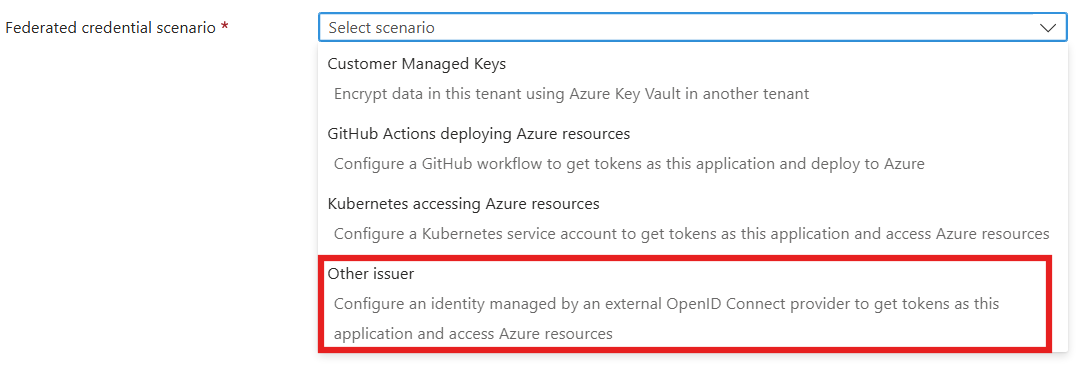 Federated credential scenario *
Select scenario
Customer Managed Keys
Encrypt data in this tenant using Azure Key Vault in another tenant
GitHub Actions deploying Azure resources
Configure a GitHub workflow to get tokens as this application and deploy to Azure
Kubernetes accessing Azure resources
Configure a Kubernetes service account to get tokens as this application and access Azure resources
Other issuer
Configure an identity managed by an external OpenID Connect provider to get tokens as this
application and access Azure resources